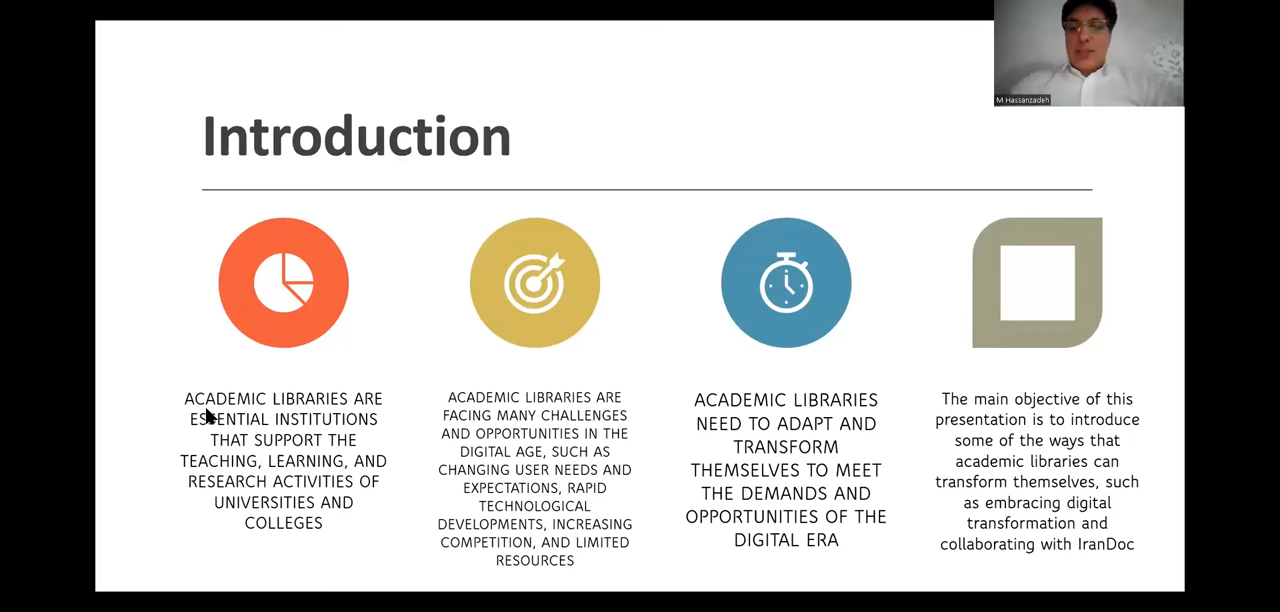 M Hassanzadeh
Introduction
ACADEMIC LIBRARIES ARE
ESSENTIAL INSTITUTIONS
THAT SUPPORT THE
TEACHING, LEARNING, AND
RESEARCH ACTIVITIES OF
UNIVERSITIES AND
COLLEGES
ACADEMIC LIBRARIES ARE
FACING MANY CHALLENGES
AND OPPORTUNITIES IN THE
DIGITAL AGE, SUCH AS
CHANGING USER NEEDS AND
EXPECTATIONS, RAPID
TECHNOLOGICAL
DEVELOPMENTS, INCREASING
COMPETITION, AND LIMITED
RESOURCES
ACADEMIC LIBRARIES
NEED TO ADAPT AND
TRANSFORM
THEMSELVES TO MEET
THE DEMANDS AND
OPPORTUNITIES OF THE
DIGITAL ERA
The main objective of this
presentation is to introduce
some of the ways that
academic libraries can
transform themselves, such
as embracing digital
transformation and
collaborating with IranDoc